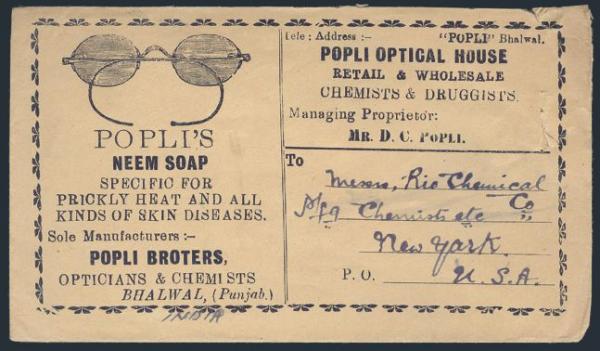 POPLI'S
NEEM SOAP
SPECIFIC FOR
PRICKLY HEAT AND ALL
KINDS OF SKIN DISEASES.
Sole Manufacturers :–
POPLI BROTERS,
OPTICIANS & CHEMISTS
BHALWAL, (Punjab.)
INDIA
Tele : Address :– "POPLI" Bhalwal.
POPLI OPTICAL HOUSE
RETAIL & WHOLESALE
CHEMISTS & DRUGGISTS.
Managing Proprietor:
MR. D. C. POPLI.
To
Messrs, Rio Chemical
Co
Mfg Chemists etc
New York.
P. O. U. S. A.